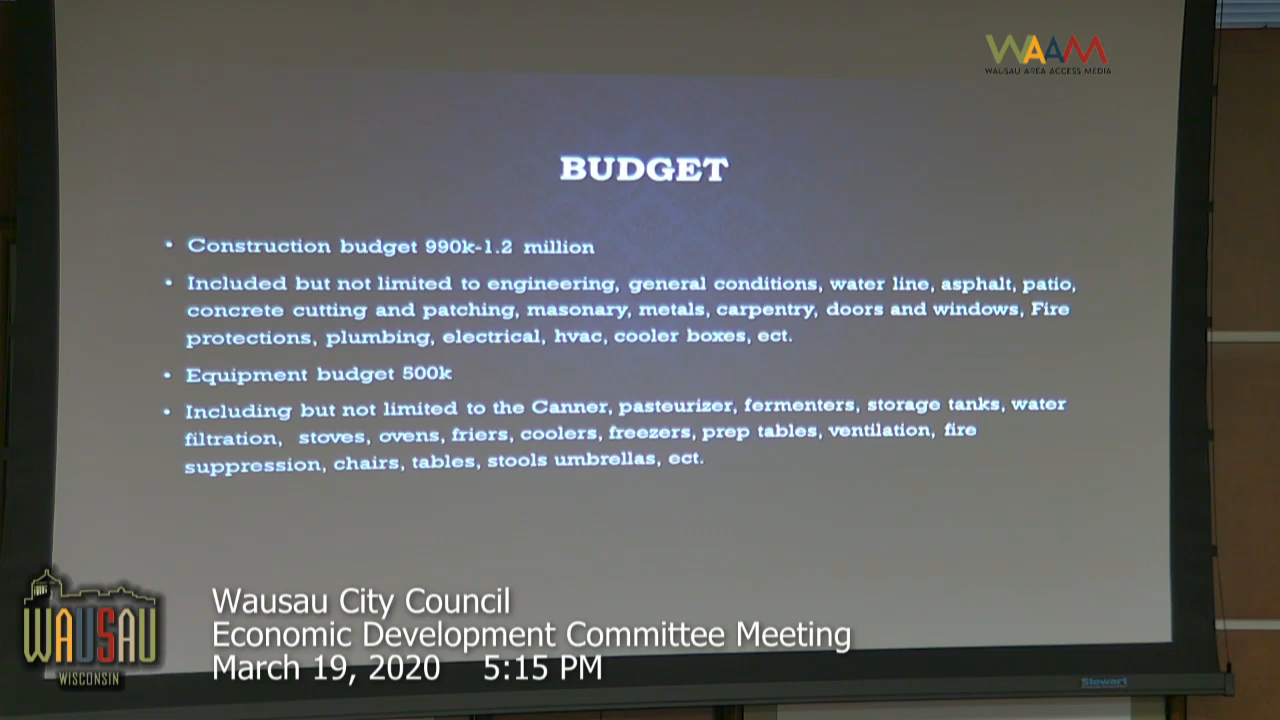 WAAM
WAUSAU AREA ACCESS MEDIA
BUDGET
• Construction budget 990k-1.2 million
• Included but not limited to engineering, general conditions, water line, asphalt, patio,
concrete cutting and patching, masonary, metals, carpentry, doors and windows, Fire
protections, plumbing, electrical, hvac, cooler boxes, ect.
• Equipment budget 500k
• Including but not limited to the Canner, pasteurizer, fermenters, storage tanks, water
filtration, stoves, ovens, friers, coolers, freezers, prep tables, ventilation, fire
suppression, chairs, tables, stools umbrellas, ect.
WAUSAU
WISCONSIN
Wausau City Council
Economic Development Committee Meeting
March 19, 2020 5:15 PM
Stewart